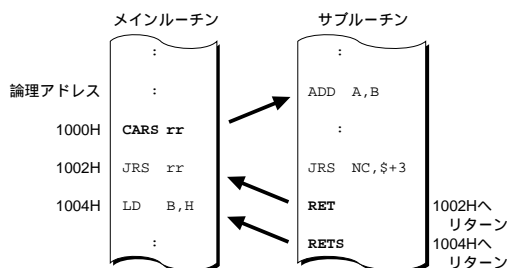 メインルーチン サブルーチン
: :
論理アドレス : ADD A,B
1000H CARS rr :
1002H JRS rr JRS NC,$+3
1004H LD B,H RET 1002Hへ
リターン
: RETS 1004Hへ
リターン